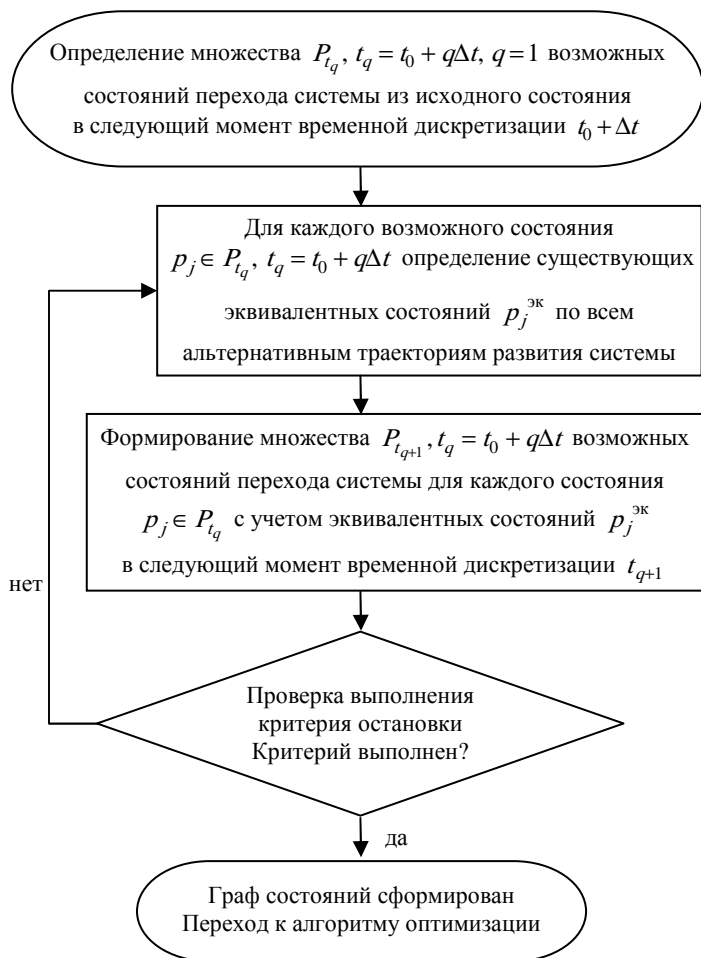 Определение множества P_{t_q}, t_q = t_0 + qΔt, q = 1 возможных
состояний перехода системы из исходного состояния
в следующий момент временной дискретизации t_0 + Δt
Для каждого возможного состояния
p_j ∈ P_{t_q}, t_q = t_0 + qΔt определение существующих
эквивалентных состояний p_j^{эк} по всем
альтернативным траекториям развития системы
Формирование множества P_{t_{q+1}}, t_q = t_0 + qΔt возможных
состояний перехода системы для каждого состояния
p_j ∈ P_{t_q} с учетом эквивалентных состояний p_j^{эк}
в следующий момент временной дискретизации t_{q+1}
нет
Проверка выполнения
критерия остановки
Критерий выполнен?
да
Граф состояний сформирован
Переход к алгоритму оптимизации